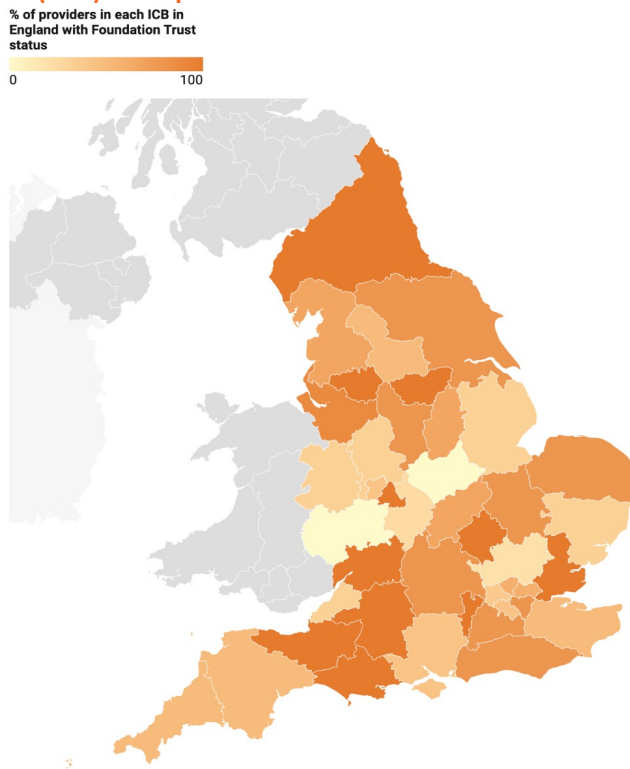 % of providers in each ICB in
England with Foundation Trust
status
0 100